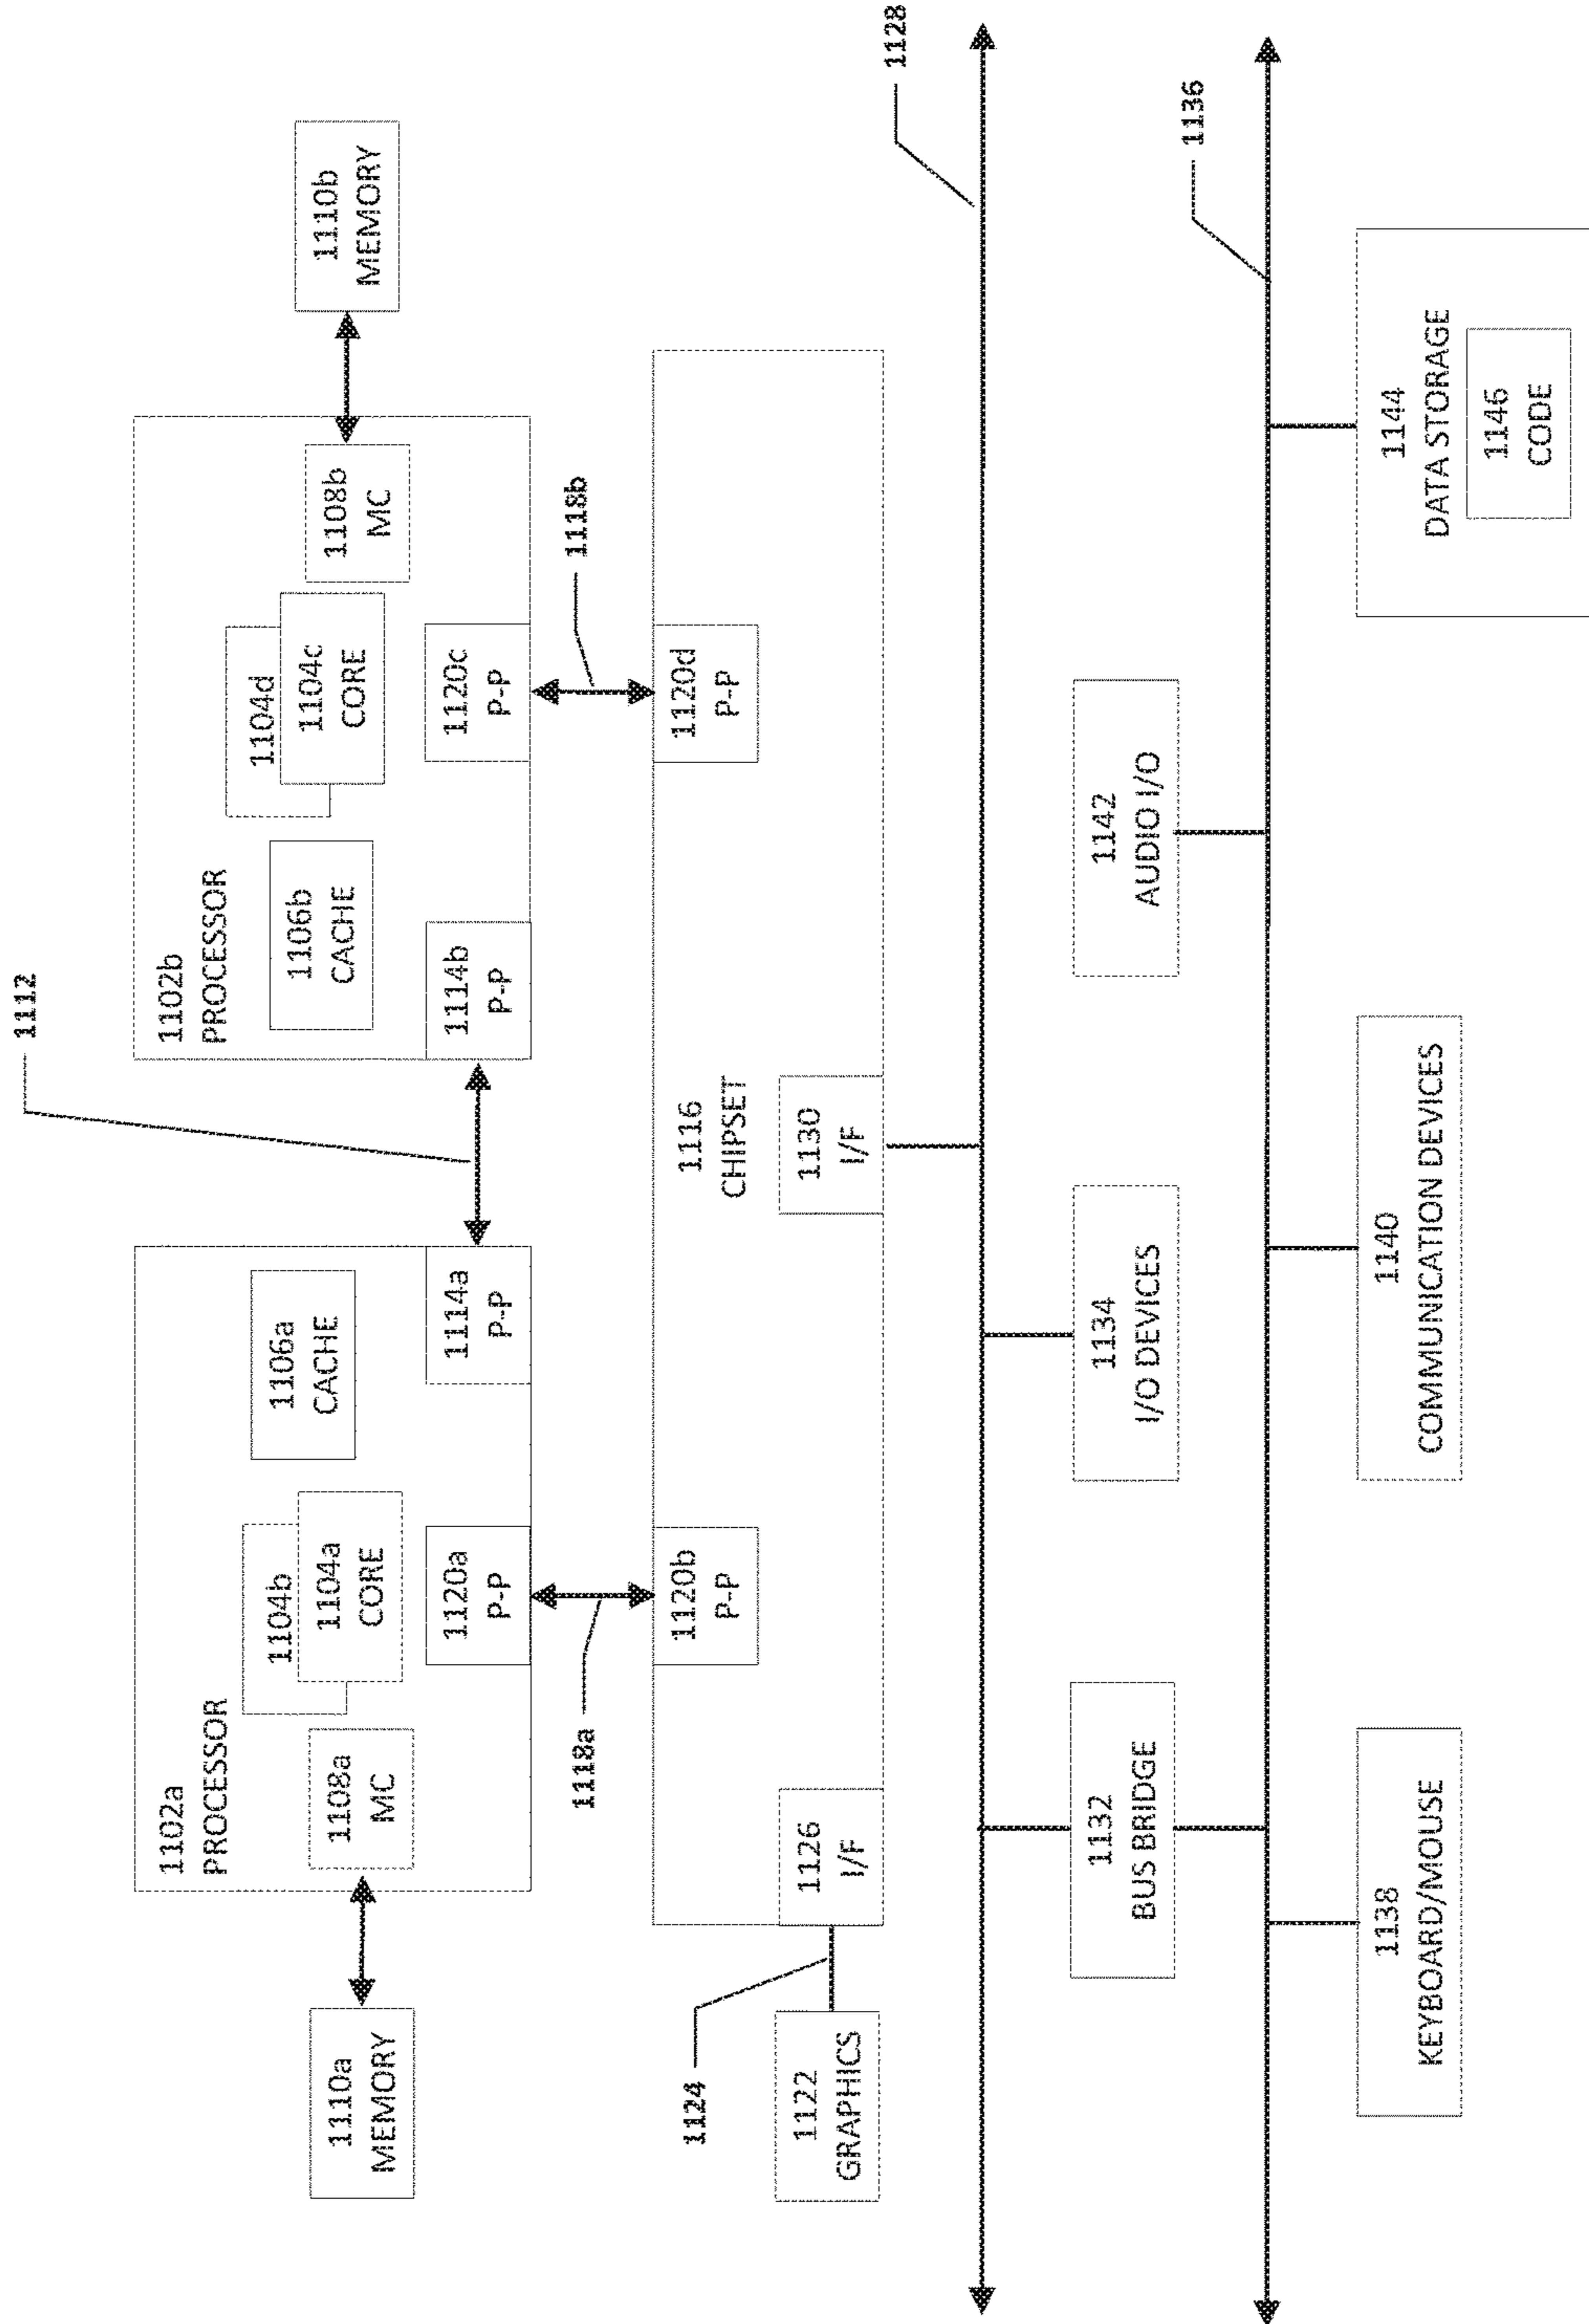 1112
1102a
PROCESSOR
1102b
PROCESSOR
1104b
1104a
CORE
1106a
CACHE
1106b
CACHE
1104d
1104c
CORE
1110a
MEMORY
1108a
MC
1108b
MC
1110b
MEMORY
1120a
P-P
1114a
P-P
1114b
P-P
1120c
P-P
1118a
1118b
1120b
P-P
1116
CHIPSET
1120d
P-P
1124
1122
GRAPHICS
1126
I/F
1130
I/F
1128
1132
BUS BRIDGE
1134
I/O DEVICES
1142
AUDIO I/O
1136
1138
KEYBOARD/MOUSE
1140
COMMUNICATION DEVICES
1144
DATA STORAGE
1146
CODE